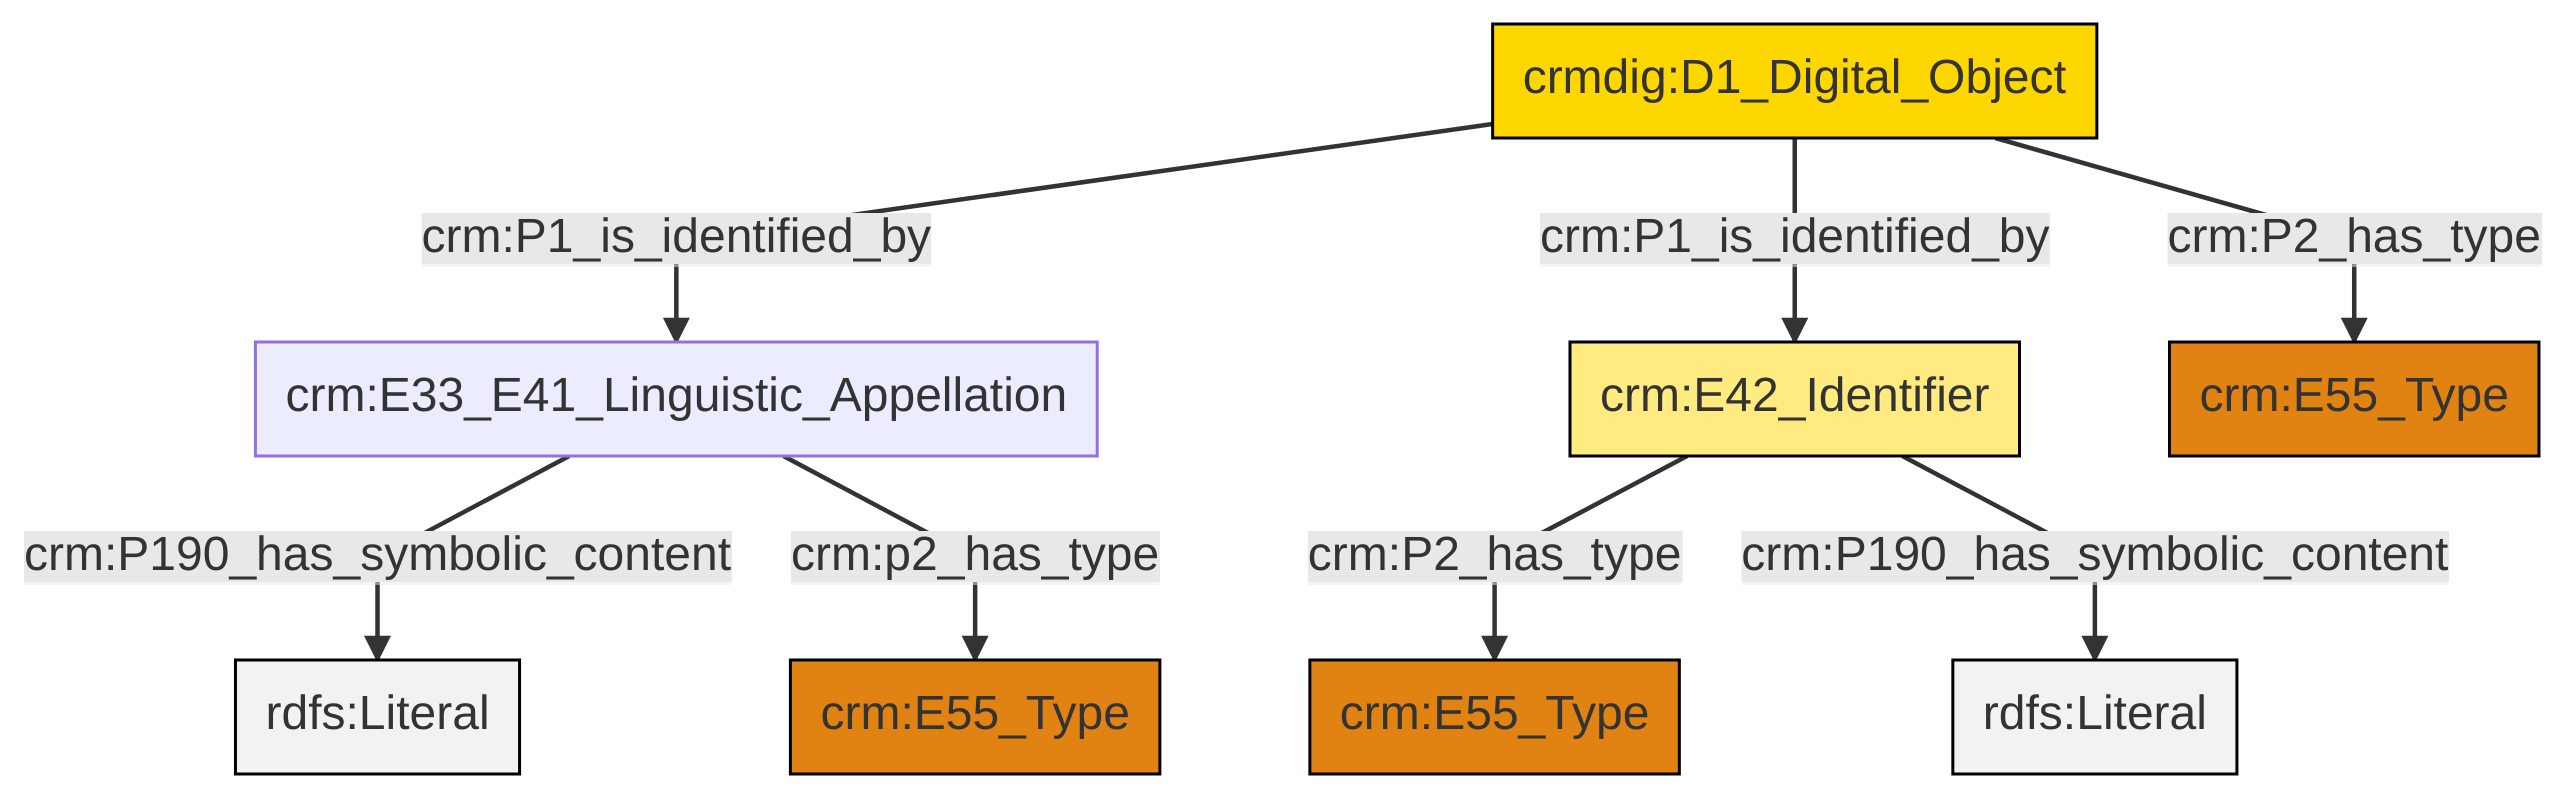 crmdig:D1_Digital_Object
crm:P1_is_identified_by
crm:P1_is_identified_by
crm:P2_has_type
crm:E33_E41_Linguistic_Appellation
crm:E42_Identifier
crm:E55_Type
crm:P190_has_symbolic_content
crm:p2_has_type
crm:P2_has_type
crm:P190_has_symbolic_content
rdfs:Literal
crm:E55_Type
crm:E55_Type
rdfs:Literal